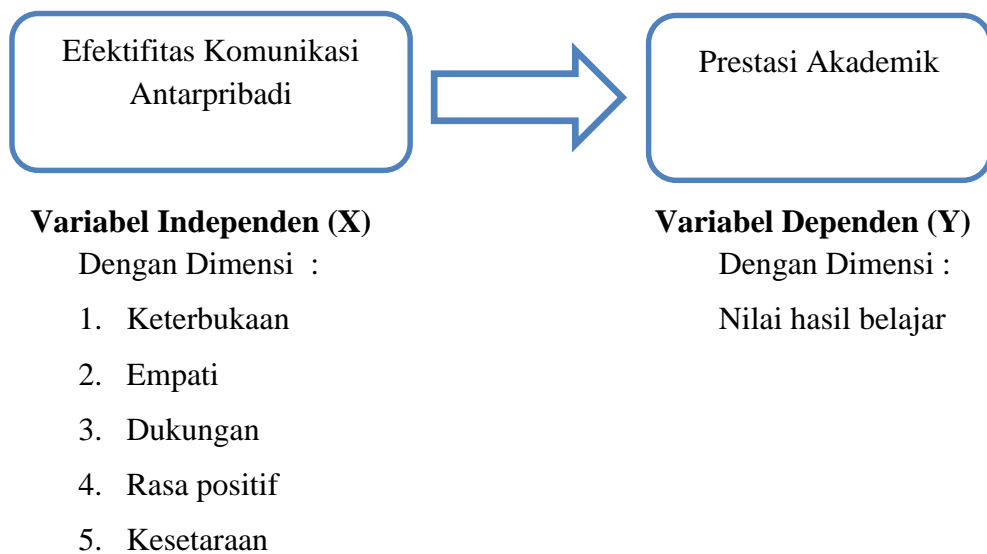 Efektifitas Komunikasi
Antarpribadi
Prestasi Akademik
Variabel Independen (X)
Dengan Dimensi :
1. Keterbukaan
2. Empati
3. Dukungan
4. Rasa positif
5. Kesetaraan
Variabel Dependen (Y)
Dengan Dimensi :
Nilai hasil belajar